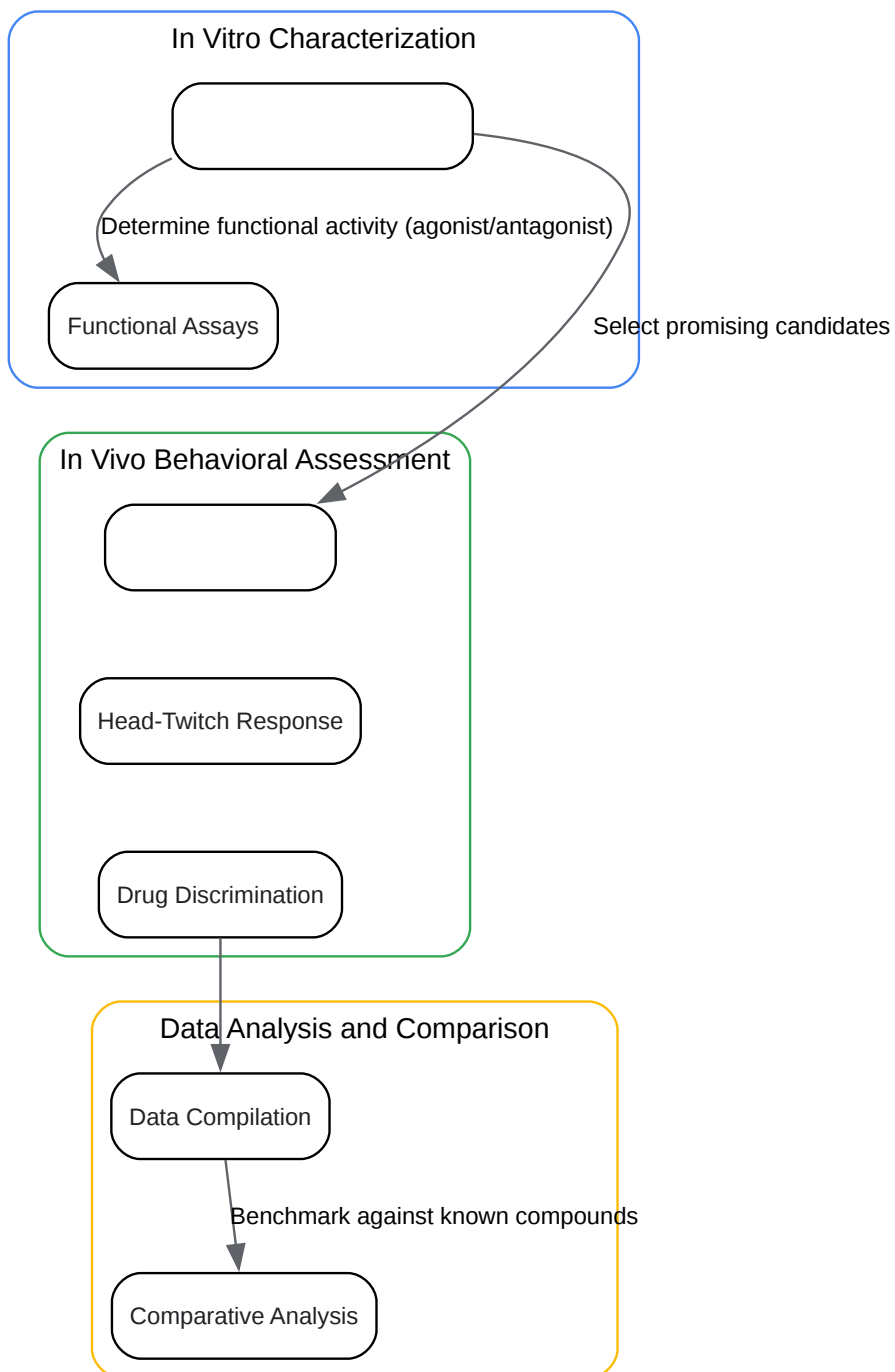 In Vitro Characterization
Determine functional activity (agonist/antagonist)
Functional Assays
Select promising candidates
In Vivo Behavioral Assessment
Head-Twitch Response
Drug Discrimination
Data Analysis and Comparison
Data Compilation
Benchmark against known compounds
Comparative Analysis